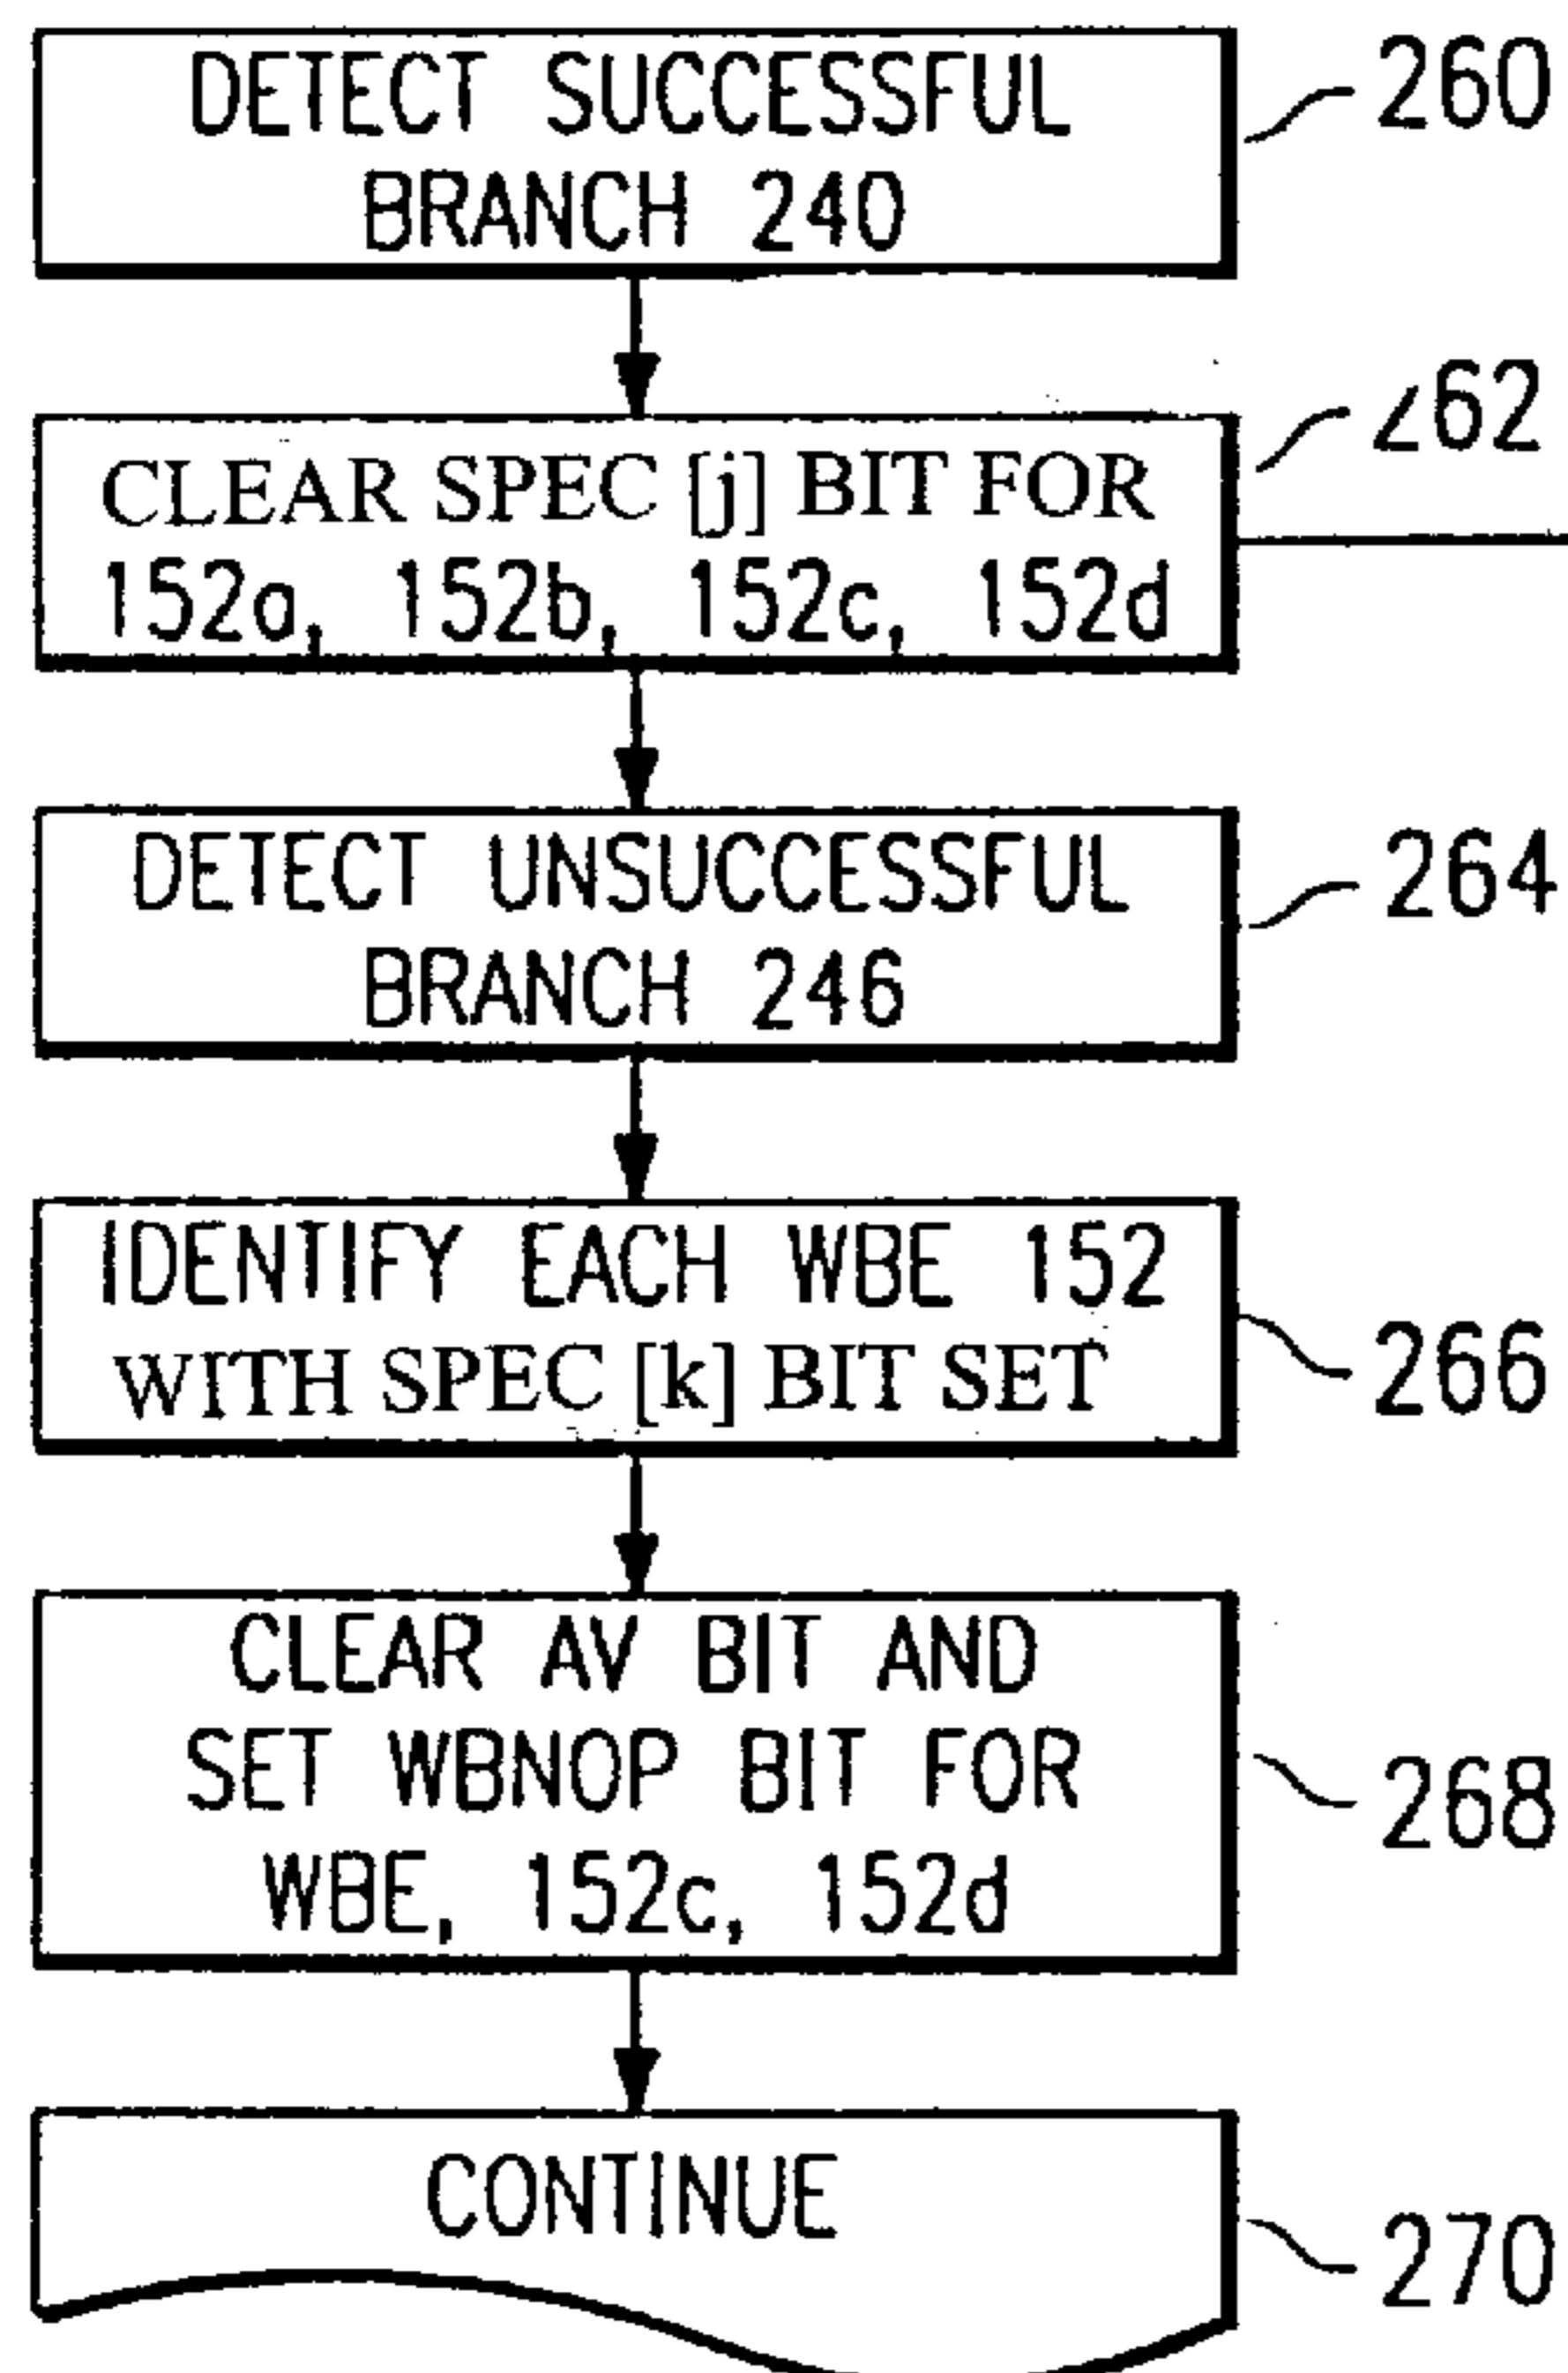 DETECT SUCCESSFUL
BRANCH 240
260
CLEAR SPEC [j] BIT FOR
152a, 152b, 152c, 152d
262
DETECT UNSUCCESSFUL
BRANCH 246
264
IDENTIFY EACH WBE 152
WITH SPEC [k] BIT SET
266
CLEAR AV BIT AND
SET WBNOP BIT FOR
WBE, 152c, 152d
268
CONTINUE
270